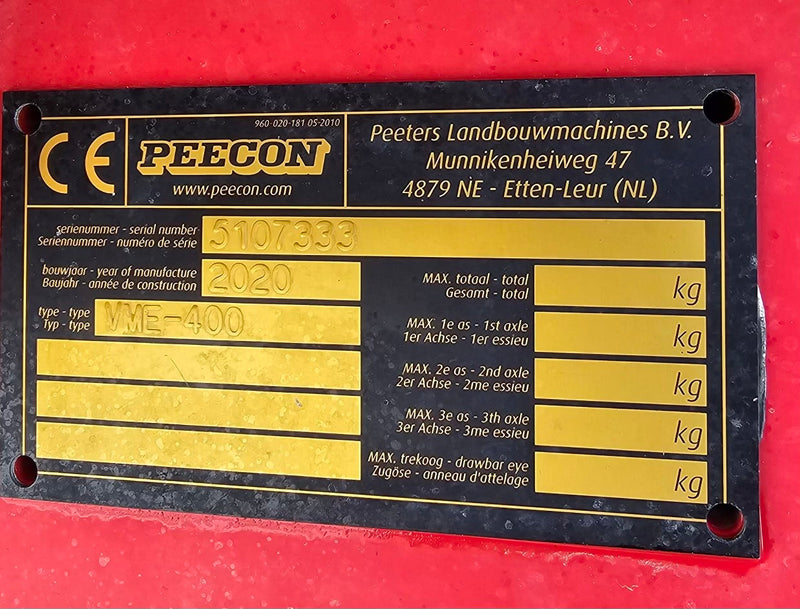 CE
960-020-181 05-2010
PEECON
www.peecon.com
Peeters Landbouwmachines B.V.
Munnikenheiweg 47
4879 NE - Etten-Leur (NL)
serienummer - serial number
Seriennummer - numéro de série
5107333
bouwjaar - year of manufacture
Baujahr - année de construction
2020
type - type
Typ - type
VME-400
MAX. totaal - total
Gesamt - total
kg
MAX. 1e as - 1st axle
1er Achse - 1er essieu
kg
MAX. 2e as - 2nd axle
2er Achse - 2me essieu
kg
MAX. 3e as - 3th axle
3er Achse - 3me essieu
kg
MAX. trekoog - drawbar eye
Zugöse - anneau d'attelage
kg